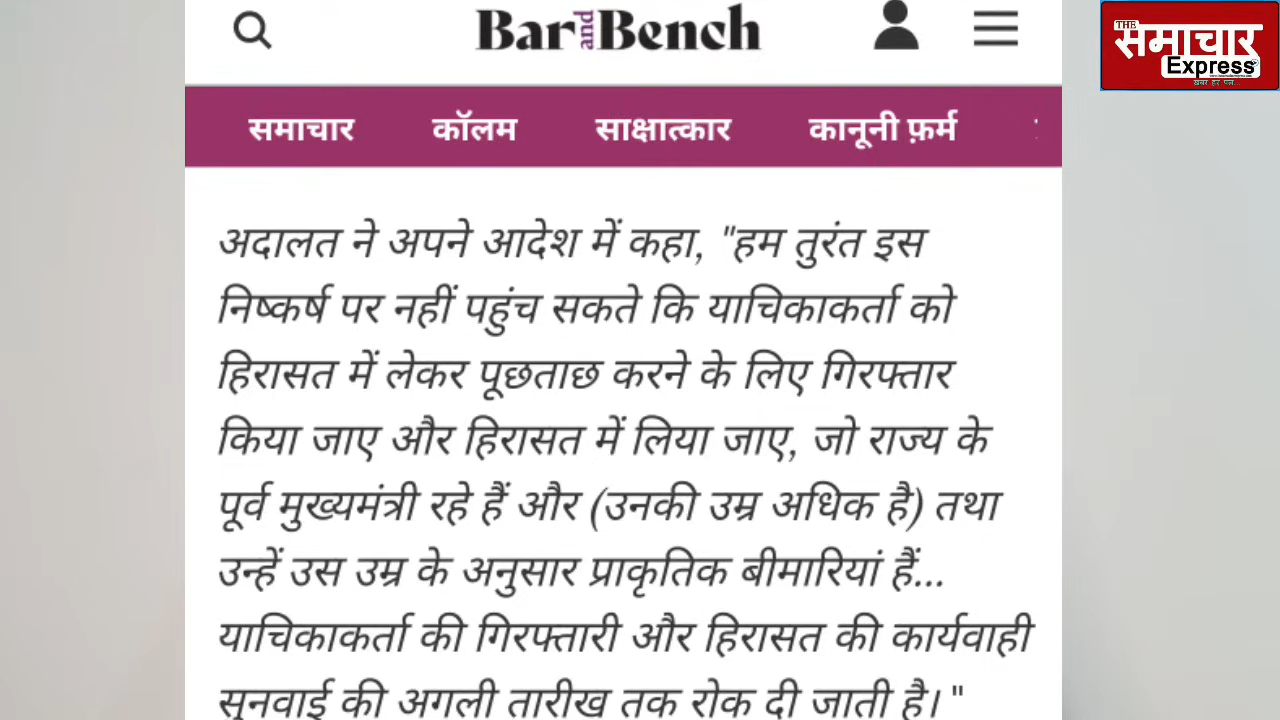 Bar and Bench
THE
समाचार
Express
समाचार कॉलम साक्षात्कार कानूनी फ़र्म
अदालत ने अपने आदेश में कहा, "हम तुरंत इस
निष्कर्ष पर नहीं पहुंच सकते कि याचिकाकर्ता को
हिरासत में लेकर पूछताछ करने के लिए गिरफ्तार
किया जाए और हिरासत में लिया जाए, जो राज्य के
पूर्व मुख्यमंत्री रहे हैं और (उनकी उम्र अधिक है) तथा
उन्हें उस उम्र के अनुसार प्राकृतिक बीमारियां हैं...
याचिकाकर्ता की गिरफ्तारी और हिरासत की कार्यवाही
सुनवाई की अगली तारीख तक रोक दी जाती है।"